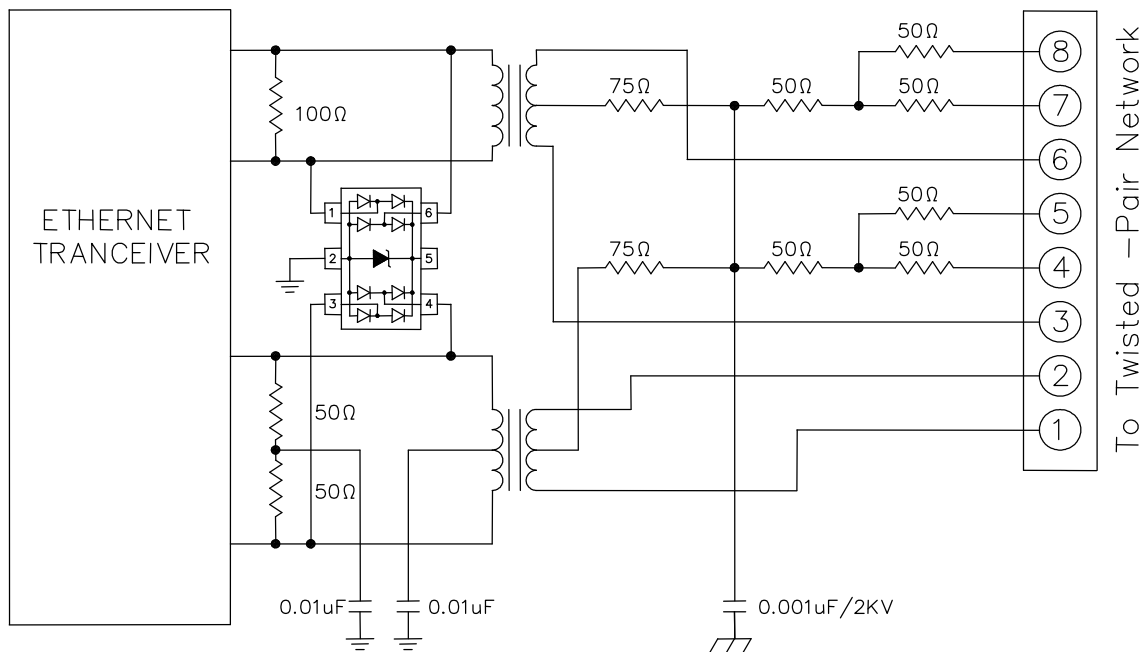 50Ω
8
75Ω
50Ω
50Ω
7
100Ω
6
1
6
50Ω
5
ETHERNET
TRANCEIVER
2
5
75Ω
50Ω
50Ω
4
3
4
3
2
50Ω
1
50Ω
0.01uF
0.01uF
0.001uF/2KV
To Twisted -Pair Network